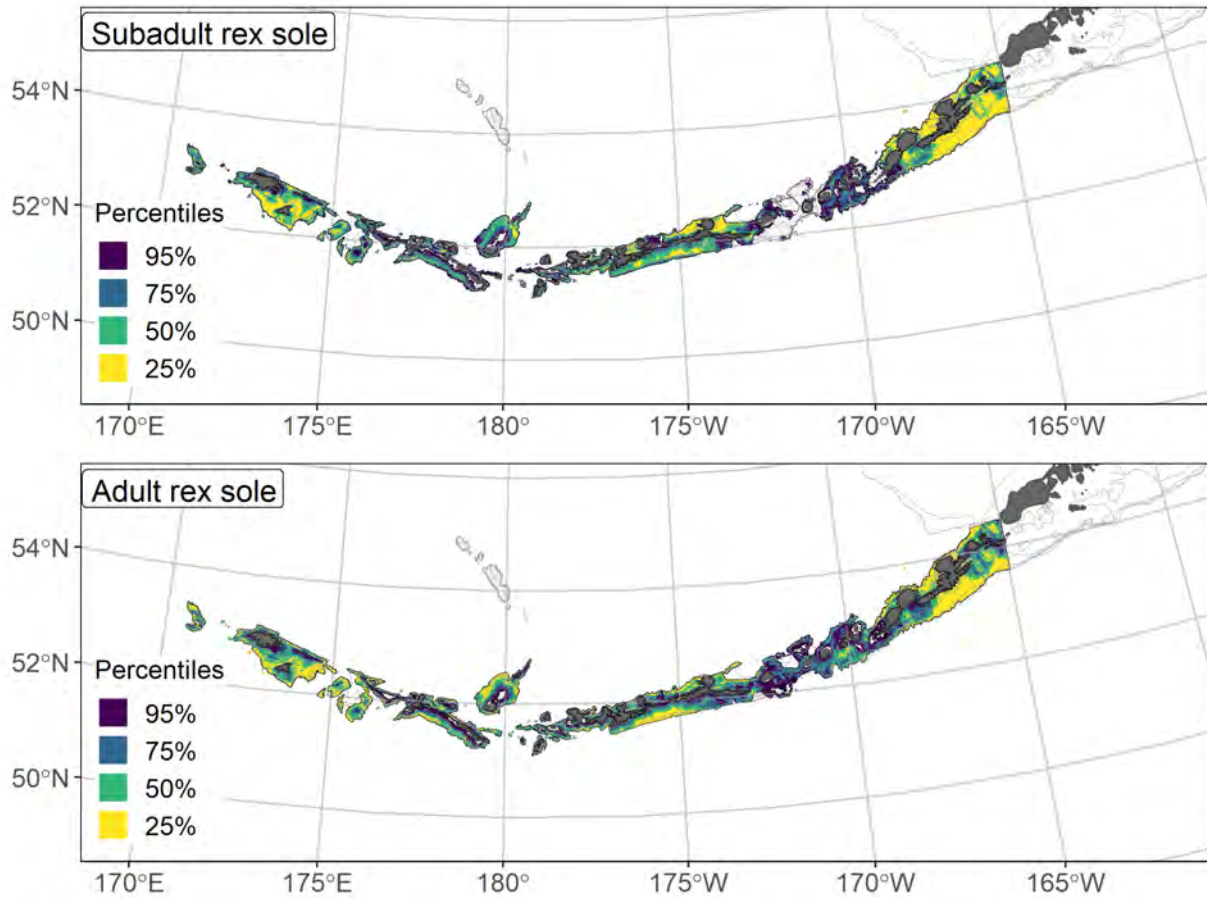 Subadult rex sole
54°N
52°N
50°N
Percentiles
95%
75%
50%
25%
170°E 175°E 180° 175°W 170°W 165°W
Adult rex sole
54°N
52°N
50°N
Percentiles
95%
75%
50%
25%
170°E 175°E 180° 175°W 170°W 165°W